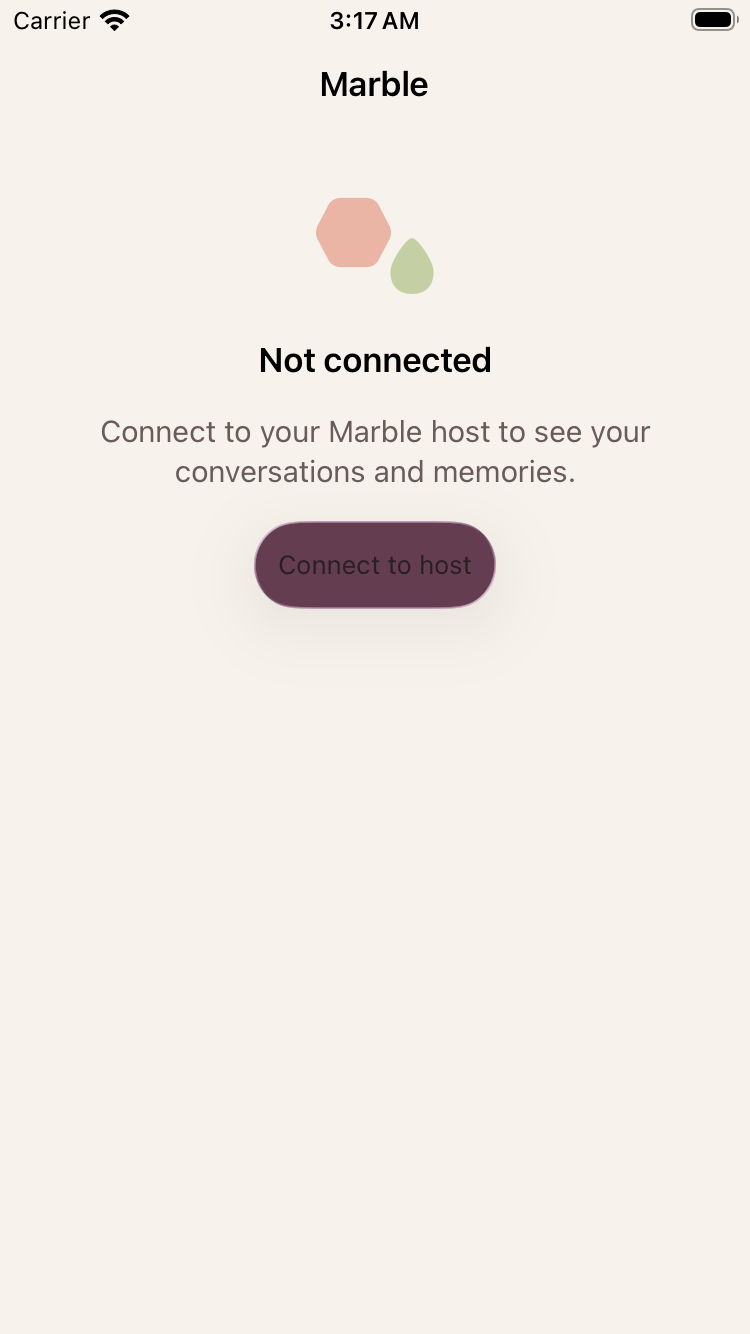 Carrier 3:17 AM
Marble
Not connected
Connect to your Marble host to see your
conversations and memories.
Connect to host